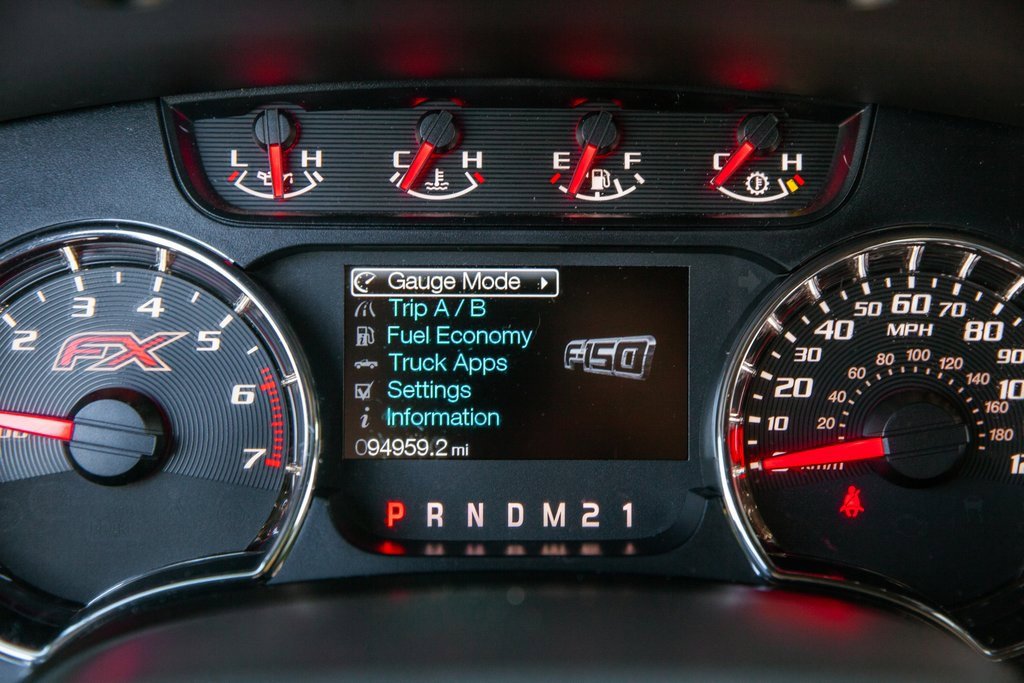 L H C H E F C H
2 3 4 5 6 7
FX
Gauge Mode
Trip A / B
Fuel Economy
Truck Apps
Settings
i Information
094959.2 mi
F-150
P R N D M 2 1
10 20 30 40 50 60 70 80 90
MPH
20 40 60 80 100 120 140 160 180
km/h